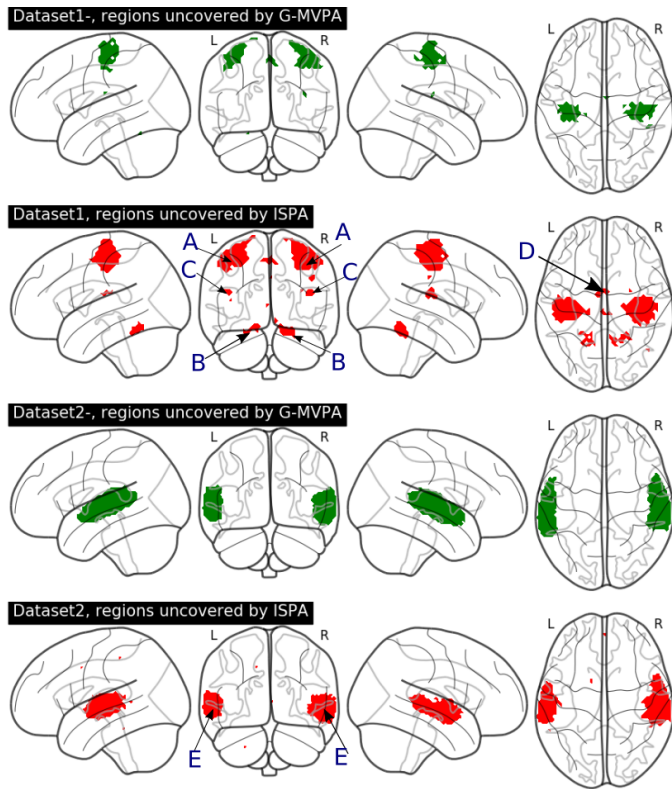 Dataset1-, regions uncovered by G-MVPA
L R L R
Dataset1, regions uncovered by ISPA
L R L R
A A
D
C C
B B
Dataset2-, regions uncovered by G-MVPA
L R L R
Dataset2, regions uncovered by ISPA
L R L R
E E